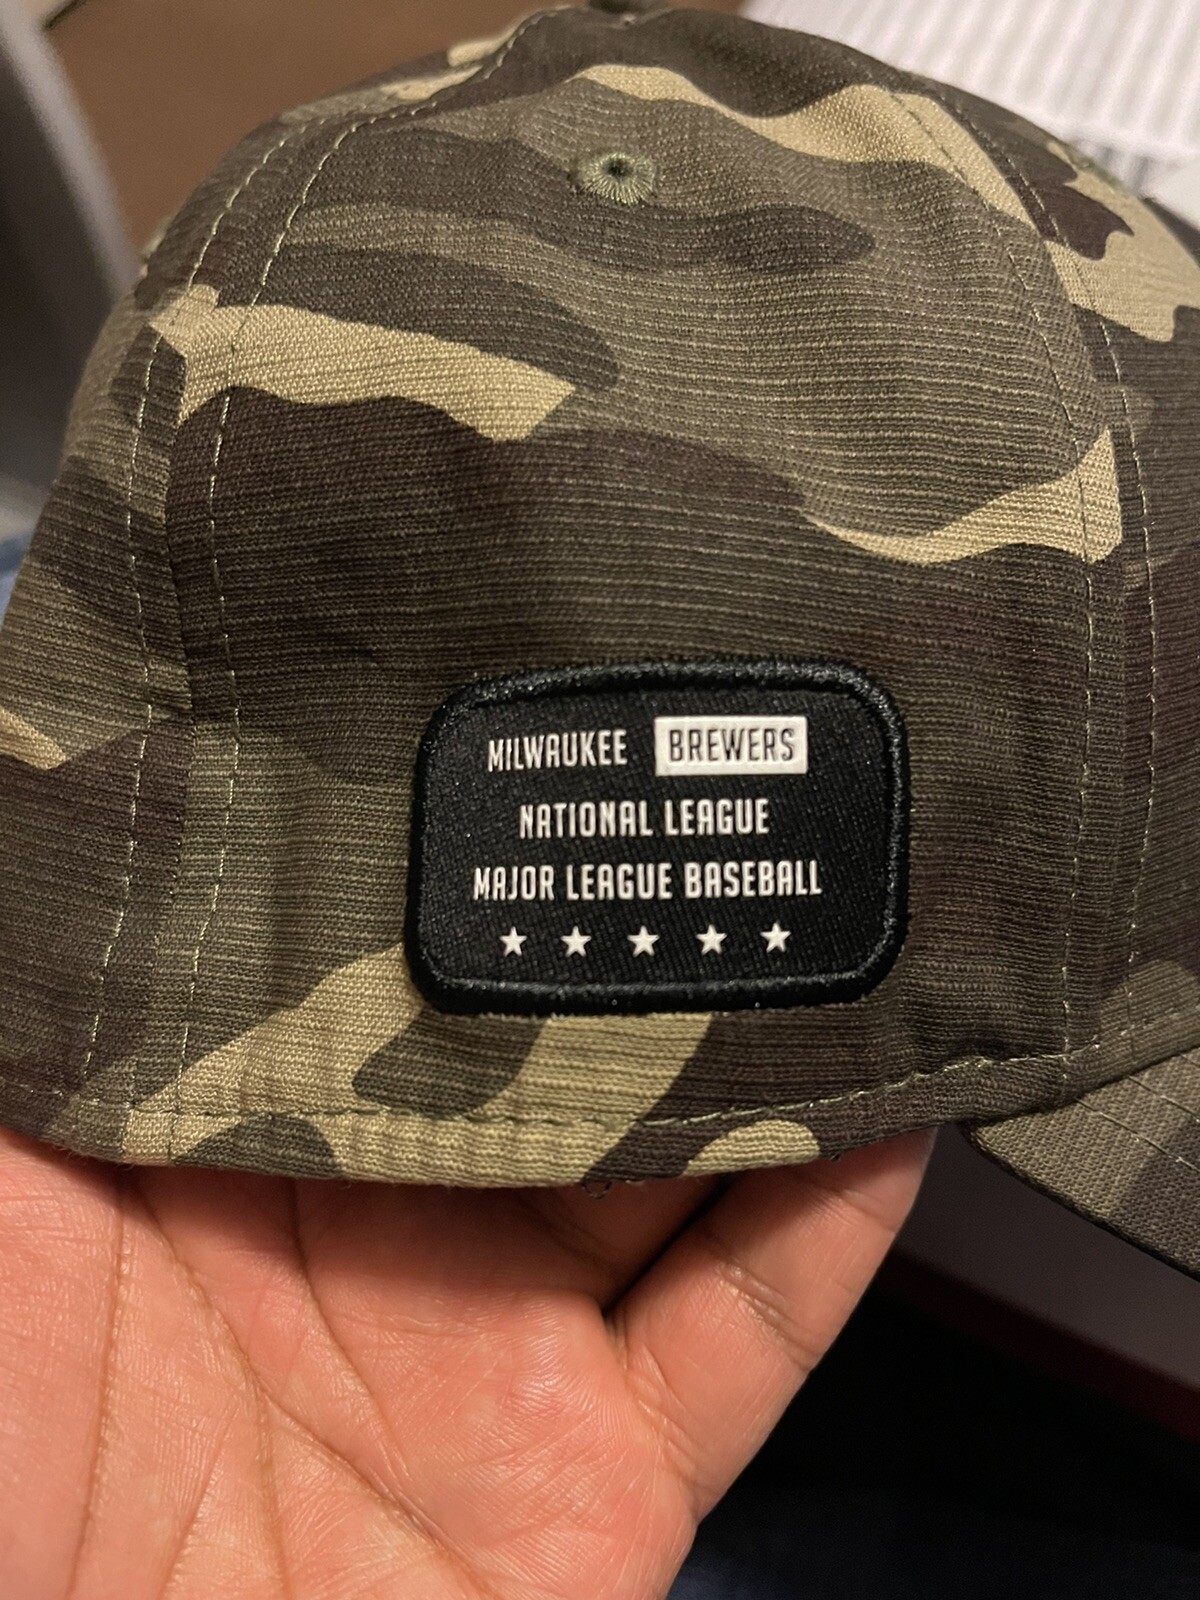 MILWAUKEE BREWERS
NATIONAL LEAGUE
MAJOR LEAGUE BASEBALL